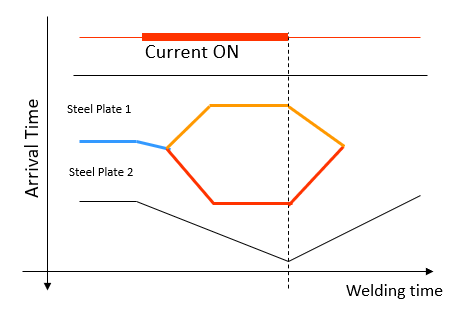 Current ON
Steel Plate 1
Steel Plate 2
Arrival Time
Welding time